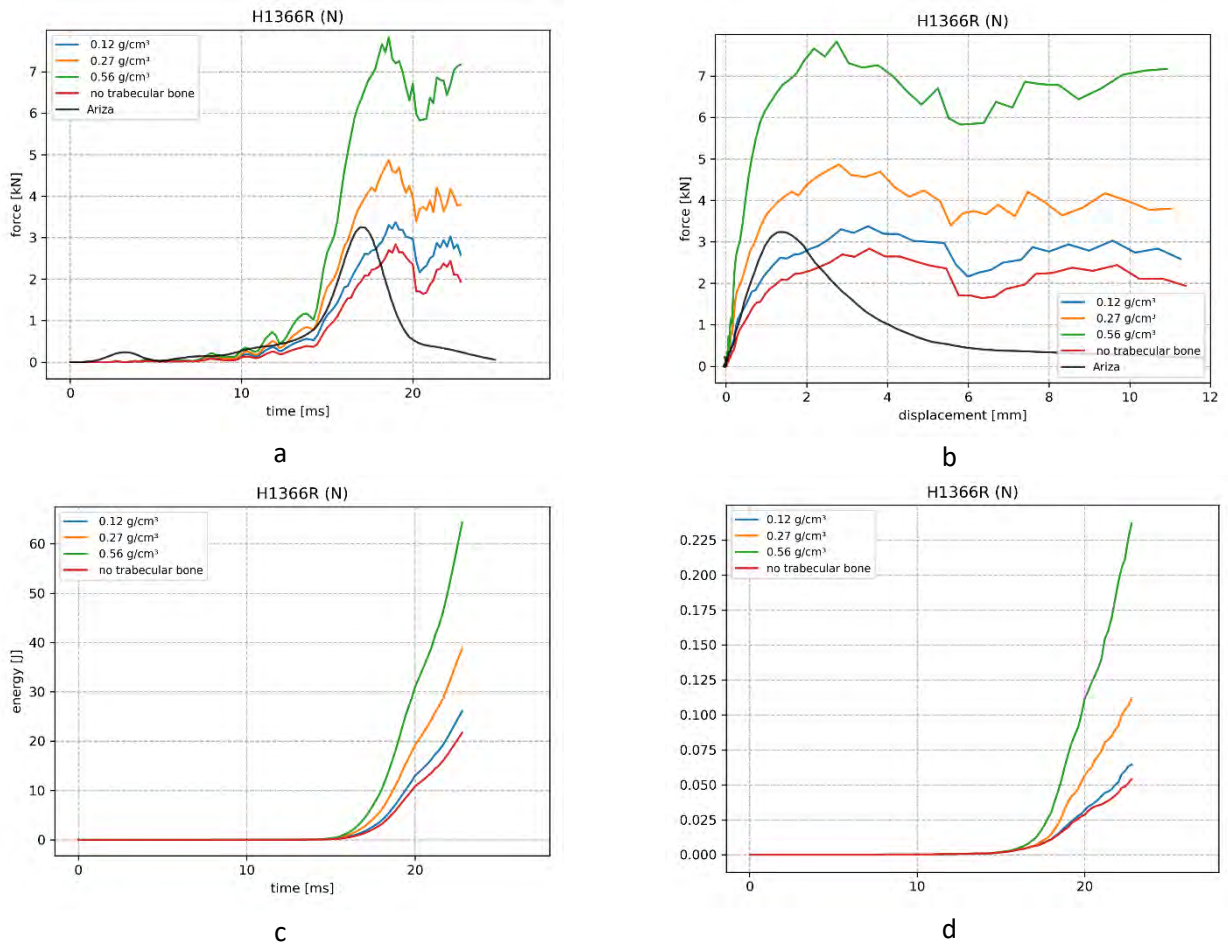 H1366R (N)
0.12 g/cm³
0.27 g/cm³
0.56 g/cm³
no trabecular bone
Ariza
7
6
5
4
3
2
1
0
force [kN]
0
10
20
time [ms]
a
H1366R (N)
7
6
5
4
3
2
1
0
force [kN]
0.12 g/cm³
0.27 g/cm³
0.56 g/cm³
no trabecular bone
Ariza
0
2
4
6
8
10
12
displacement [mm]
b
H1366R (N)
0.12 g/cm³
0.27 g/cm³
0.56 g/cm³
no trabecular bone
60
50
40
30
20
10
0
energy [J]
0
10
20
time [ms]
c
H1366R (N)
0.12 g/cm³
0.27 g/cm³
0.56 g/cm³
no trabecular bone
0.225
0.200
0.175
0.150
0.125
0.100
0.075
0.050
0.025
0.000
0
10
20
d